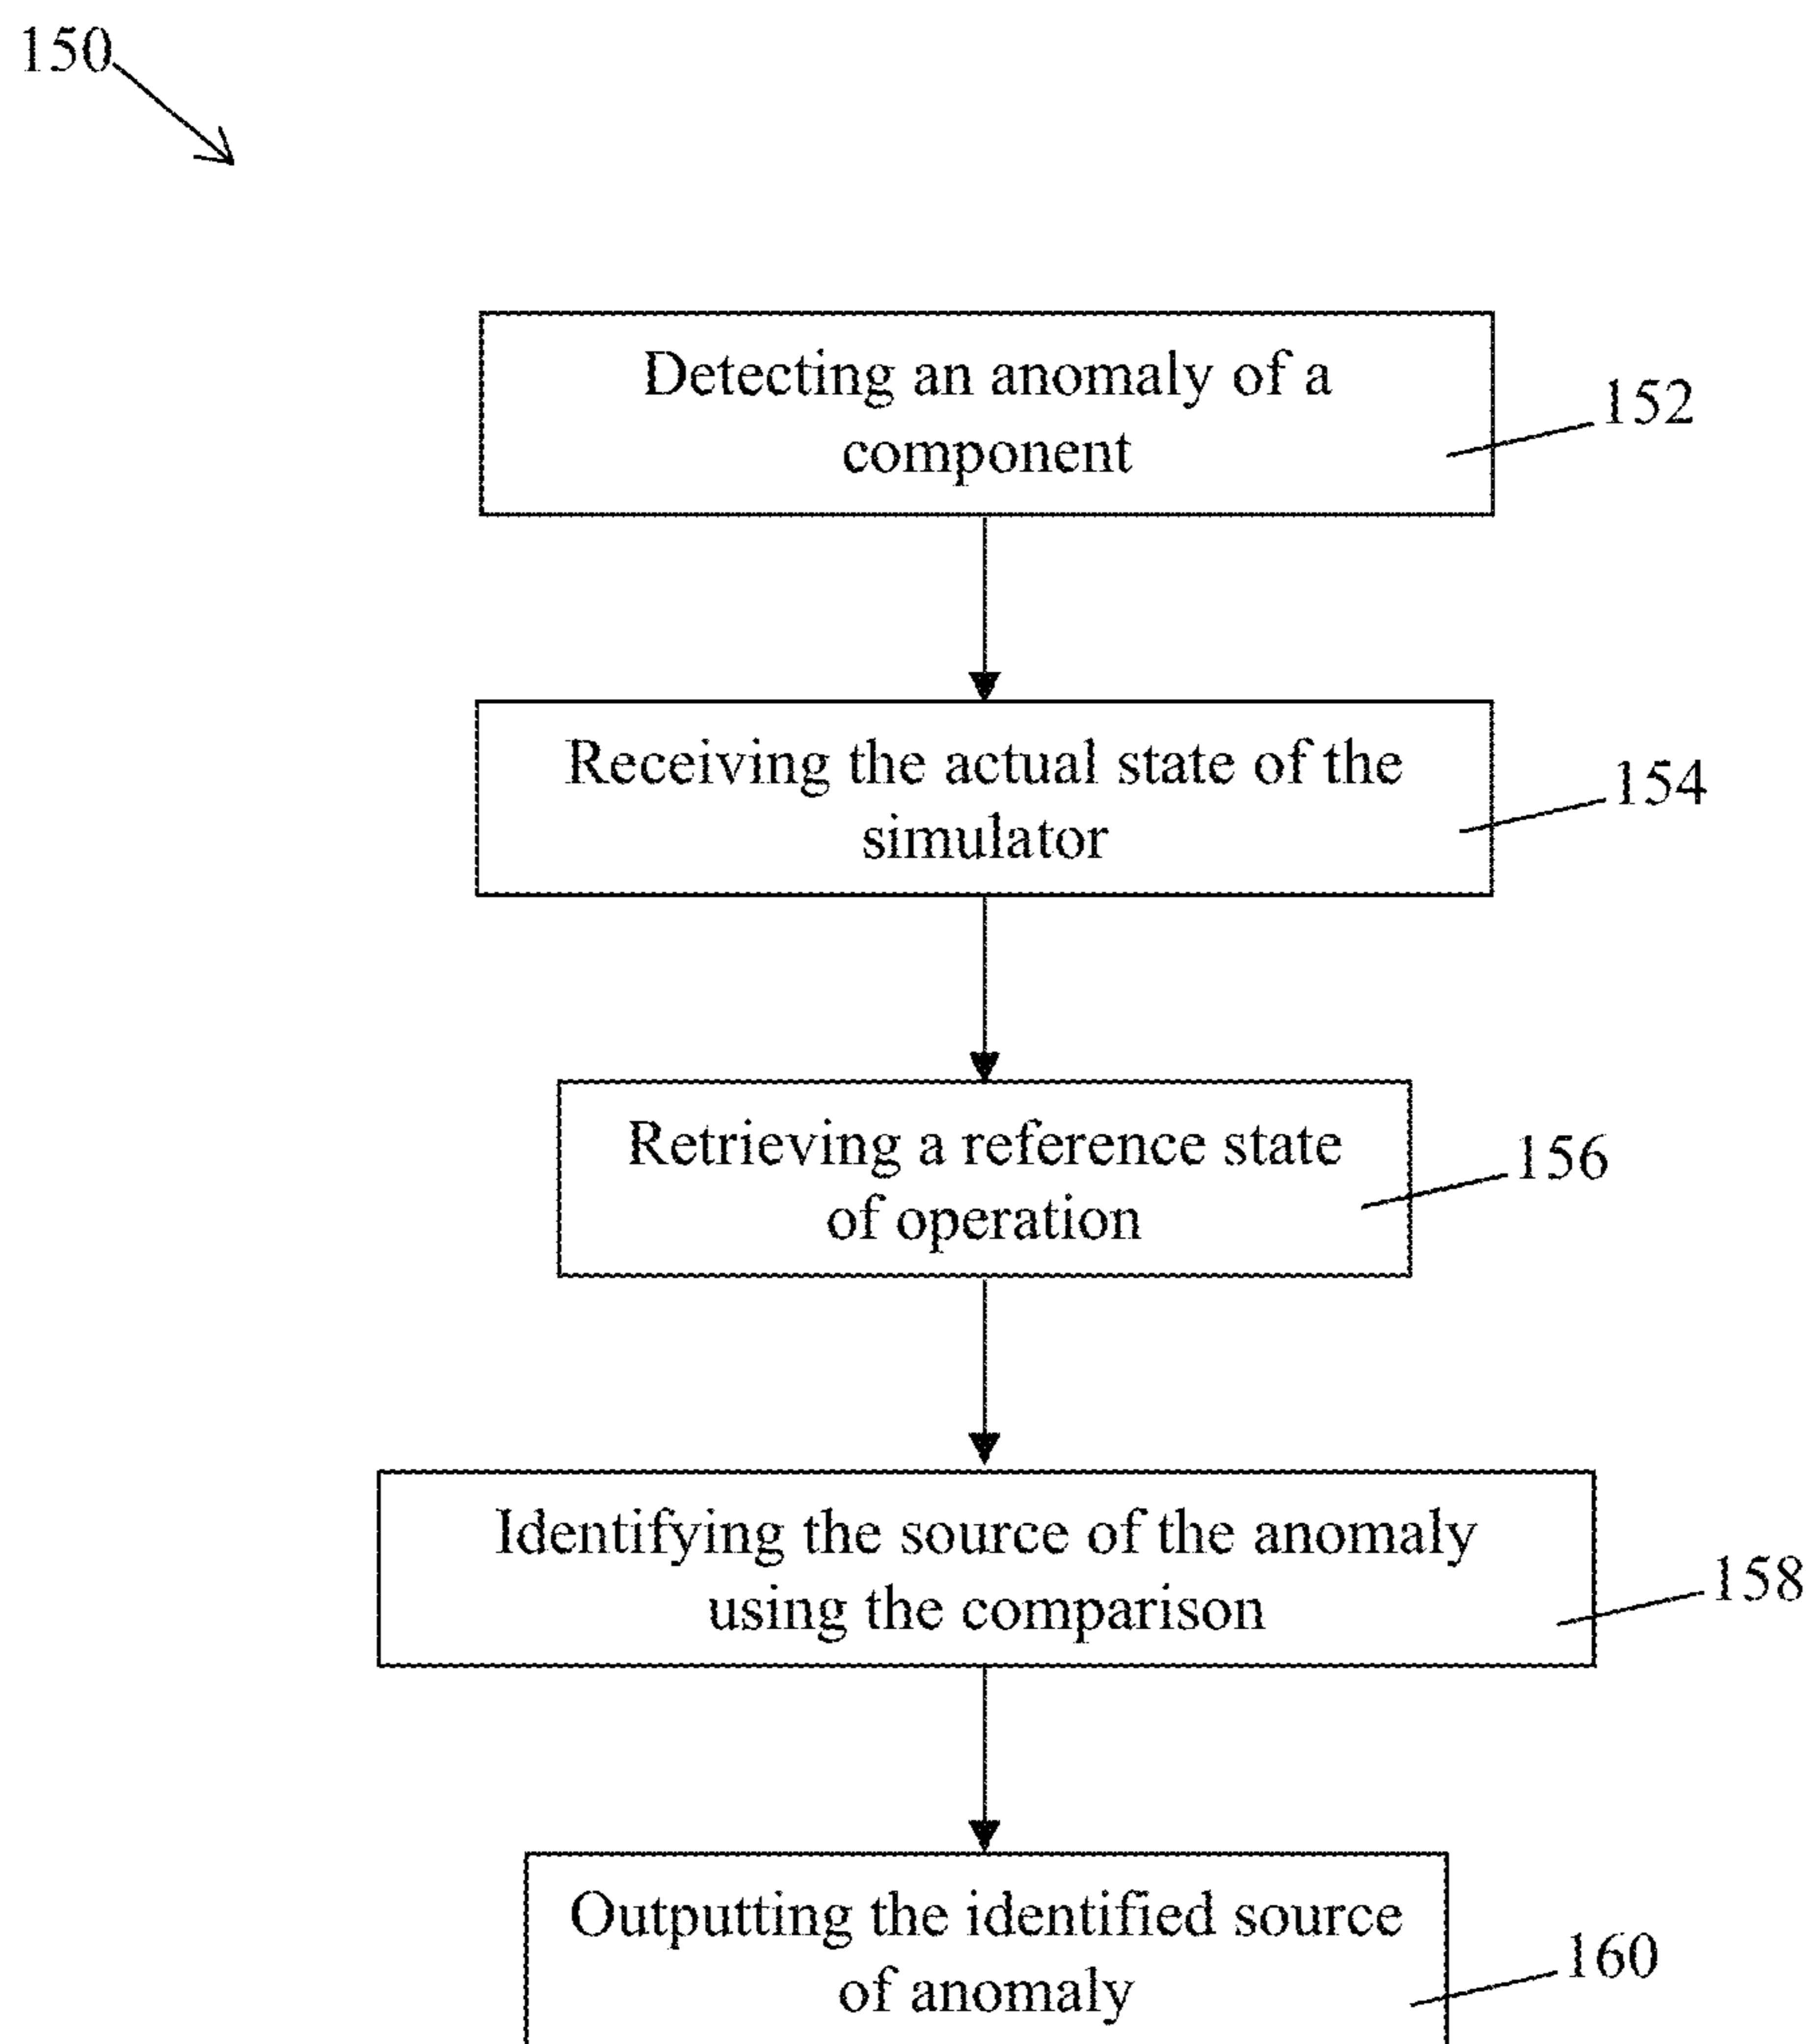 150
Detecting an anomaly of a
component
152
Receiving the actual state of the
simulator
154
Retrieving a reference state
of operation
156
Identifying the source of the anomaly
using the comparison
158
Outputting the identified source
of anomaly
160